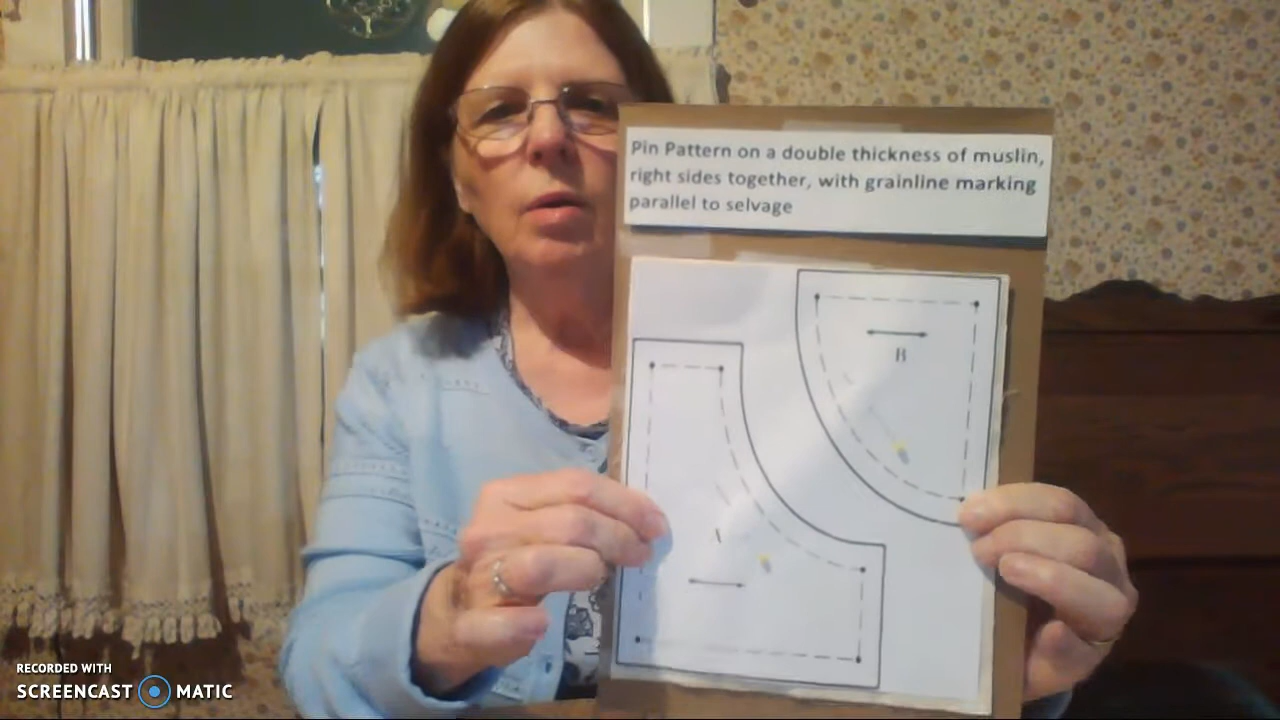 Pin Pattern on a double thickness of muslin,
right sides together, with grainline marking
parallel to selvage
B
A
RECORDED WITH
SCREENCAST MATIC